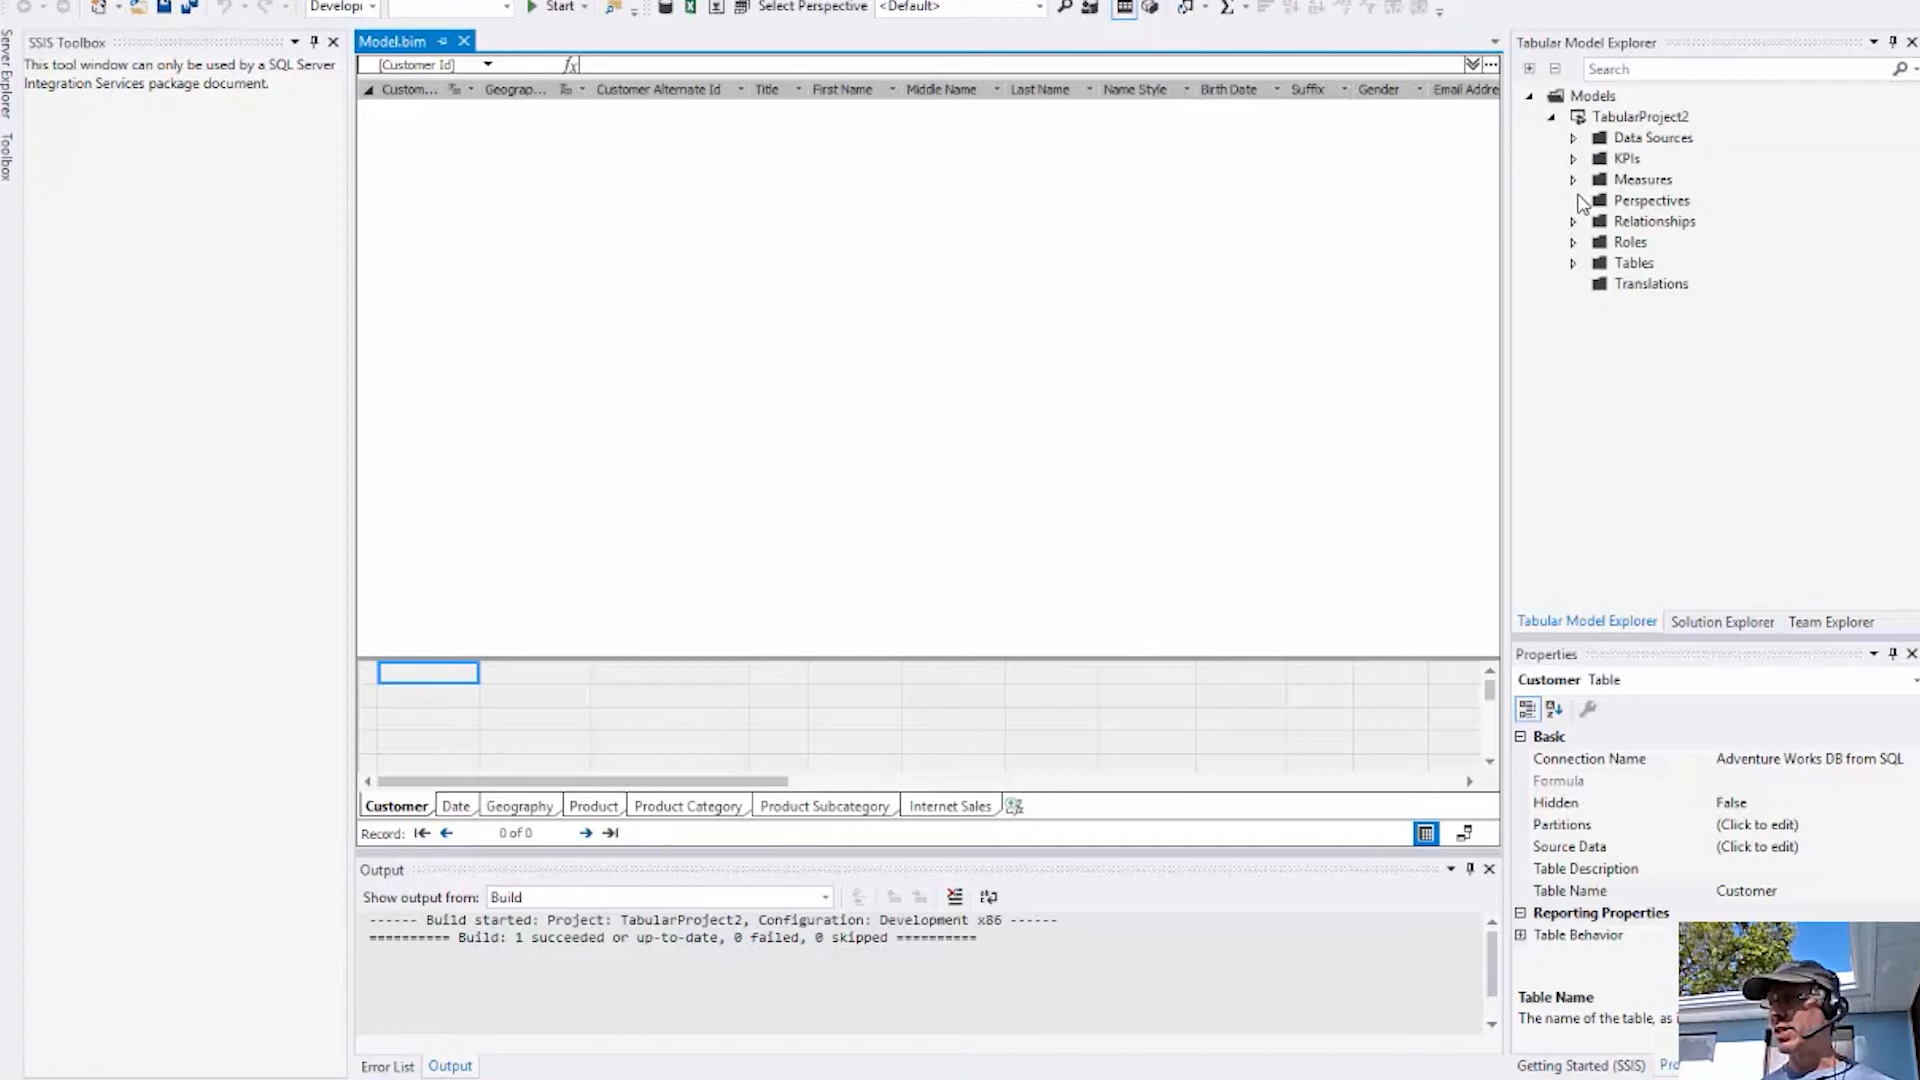 Developi
Start
Select Perspective
<Default>
Server Explorer
Toolbox
SSIS Toolbox
This tool window can only be used by a SQL Server
Integration Services package document.
Model.bim
[Customer Id]
fx
Custom...
Geograp...
Customer Alternate Id
Title
First Name
Middle Name
Last Name
Name Style
Birth Date
Suffix
Gender
Email Addre
Customer
Date
Geography
Product
Product Category
Product Subcategory
Internet Sales
Record:
0 of 0
Output
Show output from:
Build
------ Build started: Project: TabularProject2, Configuration: Development x86 ------
========== Build: 1 succeeded or up-to-date, 0 failed, 0 skipped ==========
Error List
Output
Tabular Model Explorer
Search
Models
TabularProject2
Data Sources
KPIs
Measures
Perspectives
Relationships
Roles
Tables
Translations
Tabular Model Explorer
Solution Explorer
Team Explorer
Properties
Customer Table
Basic
Connection Name
Adventure Works DB from SQL
Formula
Hidden
False
Partitions
(Click to edit)
Source Data
(Click to edit)
Table Description
Table Name
Customer
Reporting Properties
Table Behavior
Table Name
The name of the table, as i
Getting Started (SSIS)
Pro